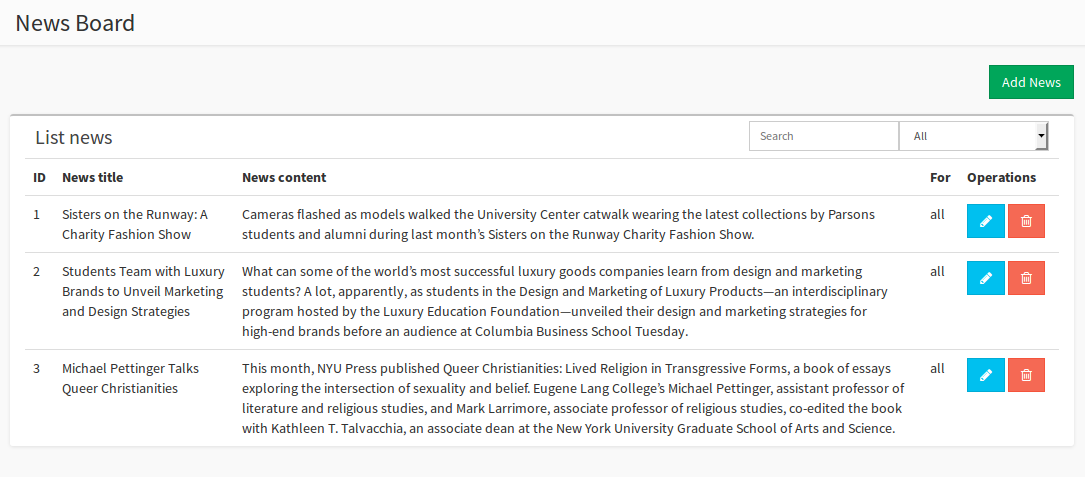 News Board
Add News
List news
Search
All
ID News title News content For Operations
1 Sisters on the Runway: A Cameras flashed as models walked the University Center catwalk wearing the latest collections by Parsons all
Charity Fashion Show students and alumni during last month’s Sisters on the Runway Charity Fashion Show.
2 Students Team with Luxury What can some of the world’s most successful luxury goods companies learn from design and marketing all
Brands to Unveil Marketing students? A lot, apparently, as students in the Design and Marketing of Luxury Products—an interdisciplinary
and Design Strategies program hosted by the Luxury Education Foundation—unveiled their design and marketing strategies for
high-end brands before an audience at Columbia Business School Tuesday.
3 Michael Pettinger Talks This month, NYU Press published Queer Christianities: Lived Religion in Transgressive Forms, a book of essays all
Queer Christianities exploring the intersection of sexuality and belief. Eugene Lang College’s Michael Pettinger, assistant professor of
literature and religious studies, and Mark Larrimore, associate professor of religious studies, co-edited the book
with Kathleen T. Talvacchia, an associate dean at the New York University Graduate School of Arts and Science.